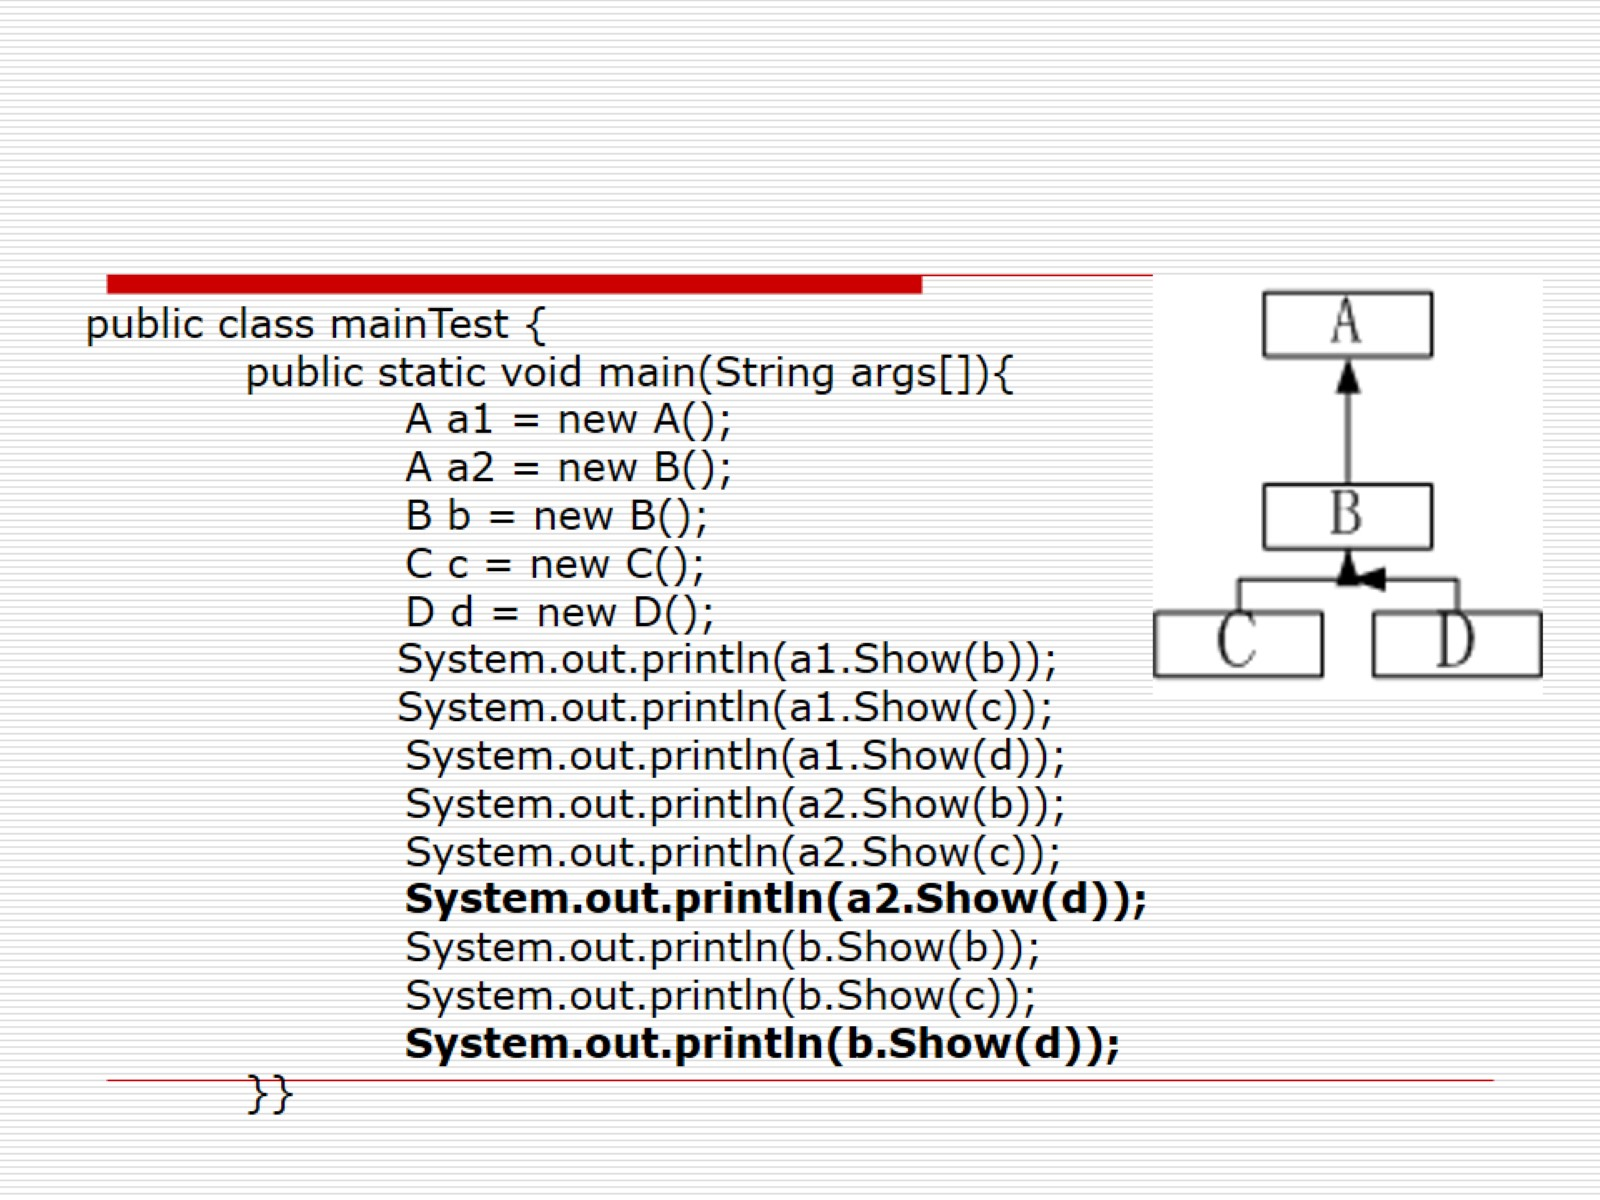 public class mainTest {
public static void main(String args[]){
A a1 = new A();
A a2 = new B();
B b = new B();
C c = new C();
D d = new D();
System.out.println(a1.Show(b));
System.out.println(a1.Show(c));
System.out.println(a1.Show(d));
System.out.println(a2.Show(b));
System.out.println(a2.Show(c));
System.out.println(a2.Show(d));
System.out.println(b.Show(b));
System.out.println(b.Show(c));
System.out.println(b.Show(d));
}}
A
B
C D